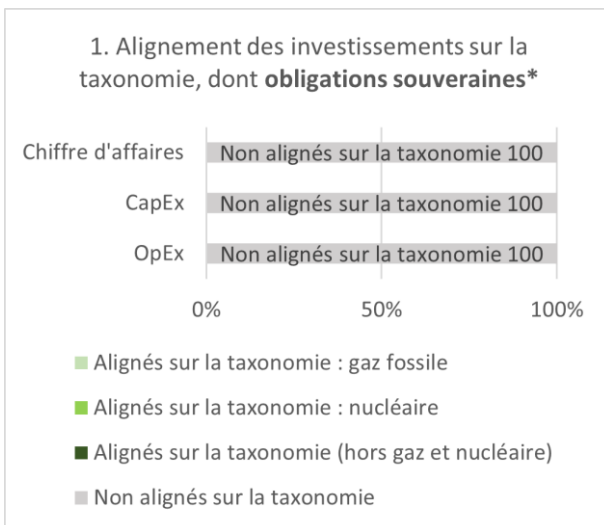 1. Alignement des investissements sur la
taxonomie, dont obligations souveraines*
Chiffre d'affaires
Non alignés sur la taxonomie 100
CapEx
Non alignés sur la taxonomie 100
OpEx
Non alignés sur la taxonomie 100
0%
50%
100%
Alignés sur la taxonomie : gaz fossile
Alignés sur la taxonomie : nucléaire
Alignés sur la taxonomie (hors gaz et nucléaire)
Non alignés sur la taxonomie